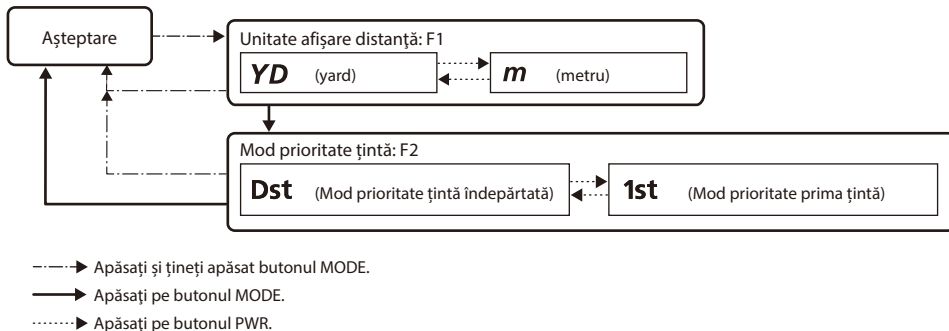 Așteptare
Unitate afișare distanță: F1
YD (yard)
m (metru)
Mod prioritate țintă: F2
Dst (Mod prioritate țintă îndepărtată)
1st (Mod prioritate prima țintă)
Apăsați și țineți apăsat butonul MODE.
Apăsați pe butonul MODE.
Apăsați pe butonul PWR.